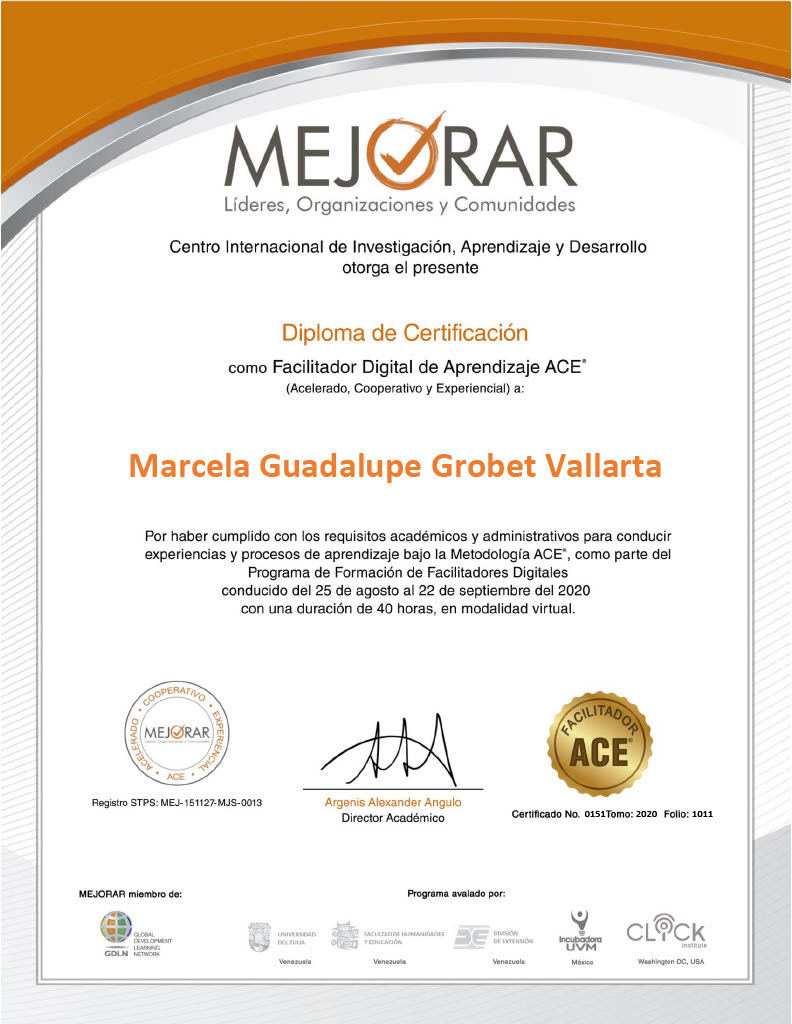 MEJORAR
Líderes, Organizaciones y Comunidades
Centro Internacional de Investigación, Aprendizaje y Desarrollo
otorga el presente
Diploma de Certificación
como Facilitador Digital de Aprendizaje ACE®
(Acelerado, Cooperativo y Experiencial) a:
Marcela Guadalupe Grobet Vallarta
Por haber cumplido con los requisitos académicos y administrativos para conducir
experiencias y procesos de aprendizaje bajo la Metodología ACE®, como parte del
Programa de Formación de Facilitadores Digitales
conducido del 25 de agosto al 22 de septiembre del 2020
con una duración de 40 horas, en modalidad virtual.
ACELERADO • COOPERATIVO • EXPERIENCIAL • ACE •
MEJORAR
Líderes, Organizaciones y Comunidades
Registro STPS: MEJ-151127-MJS-0013
Argenis Alexander Angulo
Director Académico
FACILITADOR
ACE®
Certificado No. 0151Tomo: 2020 Folio: 1011
MEJORAR miembro de:
Programa avalado por:
GDLN
GLOBAL
DEVELOPMENT
LEARNING
NETWORK
UNIVERSIDAD
DEL ZULIA
Venezuela
FACULTAD DE HUMANIDADES
Y EDUCACIÓN
Venezuela
DIVISIÓN
DE EXTENSIÓN
Venezuela
Incubadora
UVM
México
CLICK
institute
Washington DC, USA